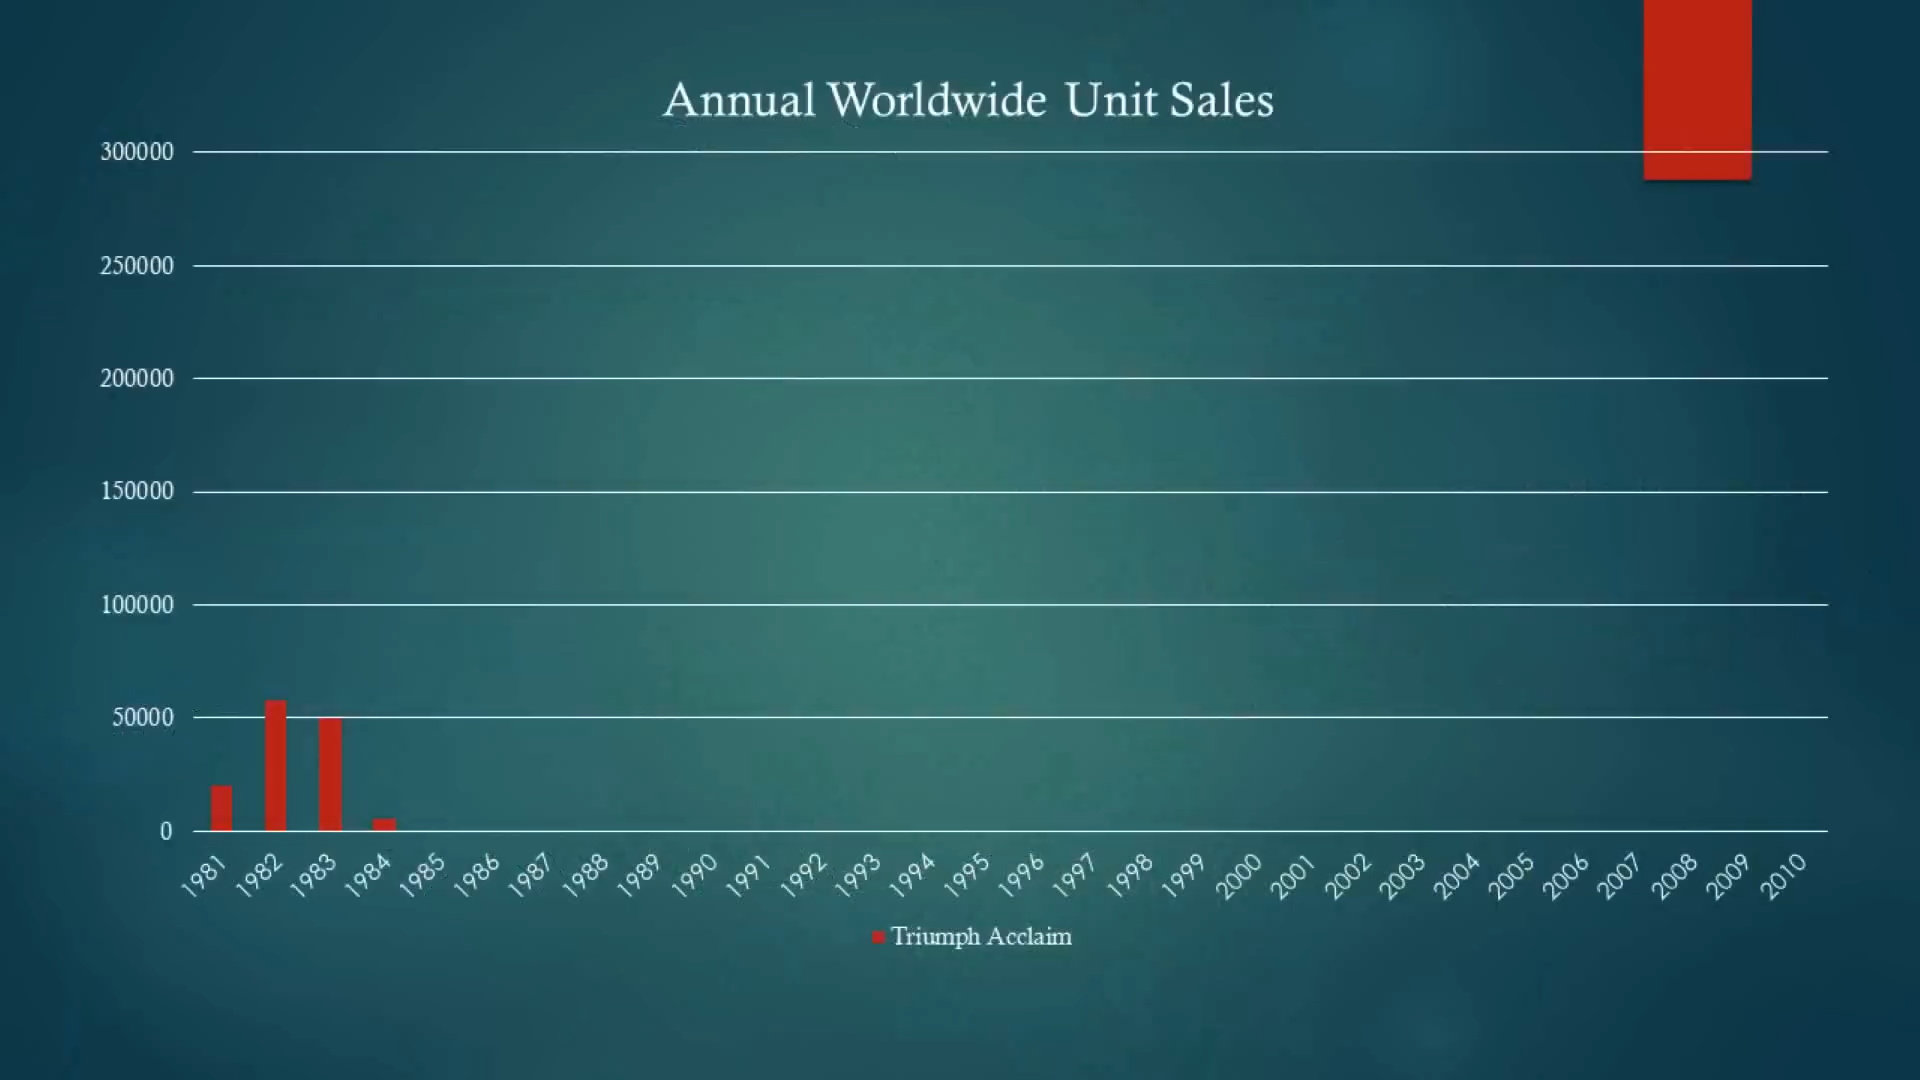 Annual Worldwide Unit Sales
300000
250000
200000
150000
100000
50000
0
1981 1982 1983 1984 1985 1986 1987 1988 1989 1990 1991 1992 1993 1994 1995 1996 1997 1998 1999 2000 2001 2002 2003 2004 2005 2006 2007 2008 2009 2010
Triumph Acclaim